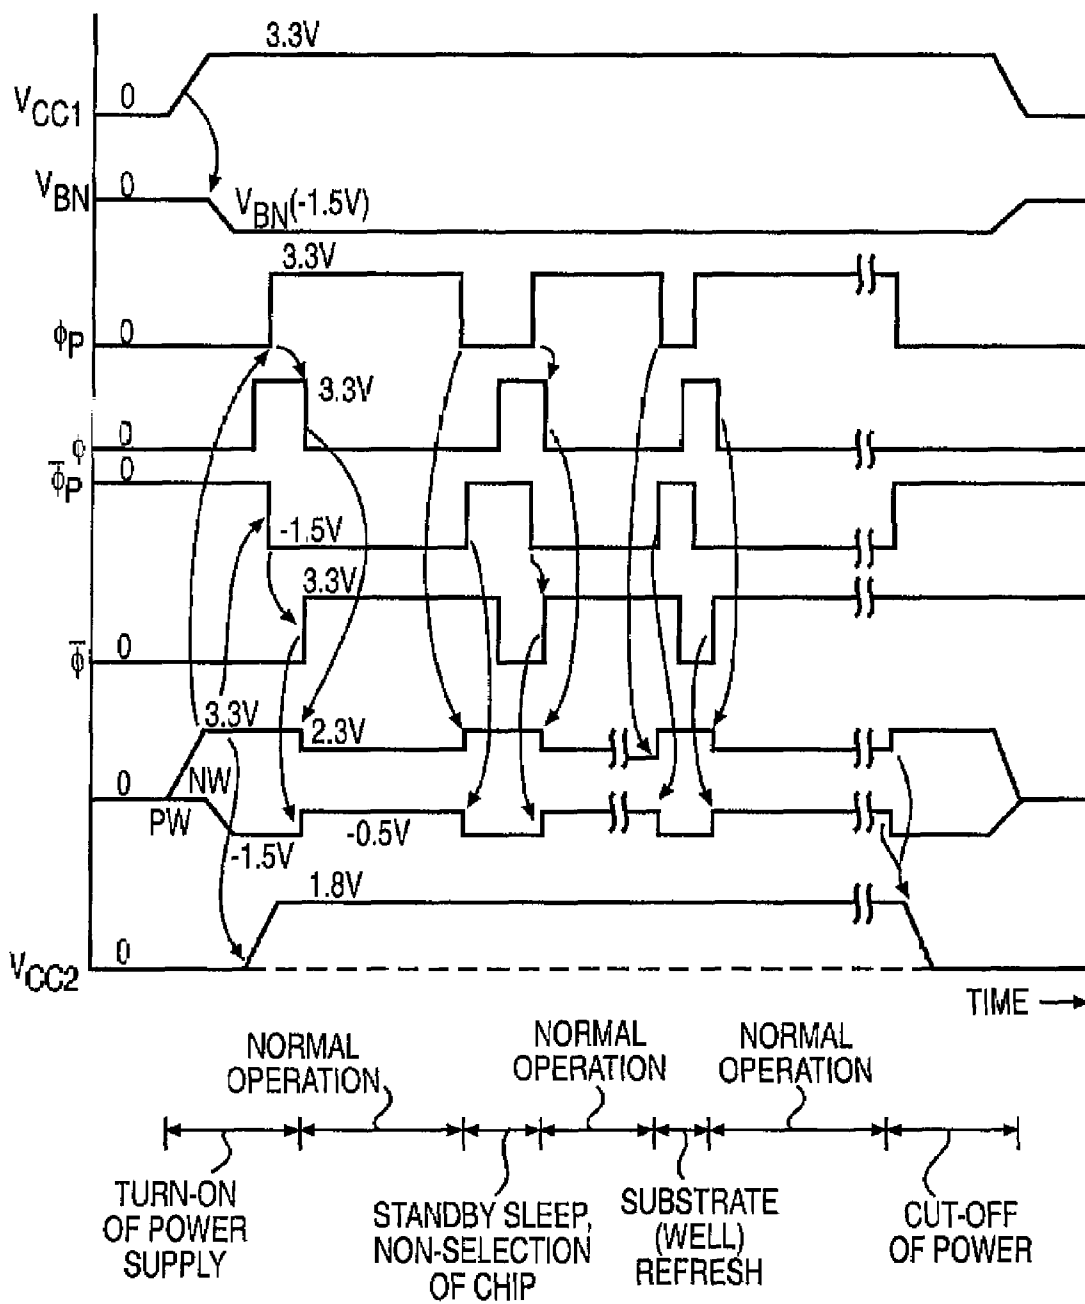 3.3V
VCC1 0
VBN 0
VBN(-1.5V)
3.3V
ϕP 0
3.3V
φ 0
ϕ̅P 0
-1.5V
3.3V
ϕ̅ 0
3.3V
2.3V
NW
0
PW
-0.5V
-1.5V
1.8V
VCC2 0
TIME
NORMAL
OPERATION
NORMAL
OPERATION
NORMAL
OPERATION
TURN-ON
OF POWER
SUPPLY
STANDBY SLEEP,
NON-SELECTION
OF CHIP
SUBSTRATE
(WELL)
REFRESH
CUT-OFF
OF POWER